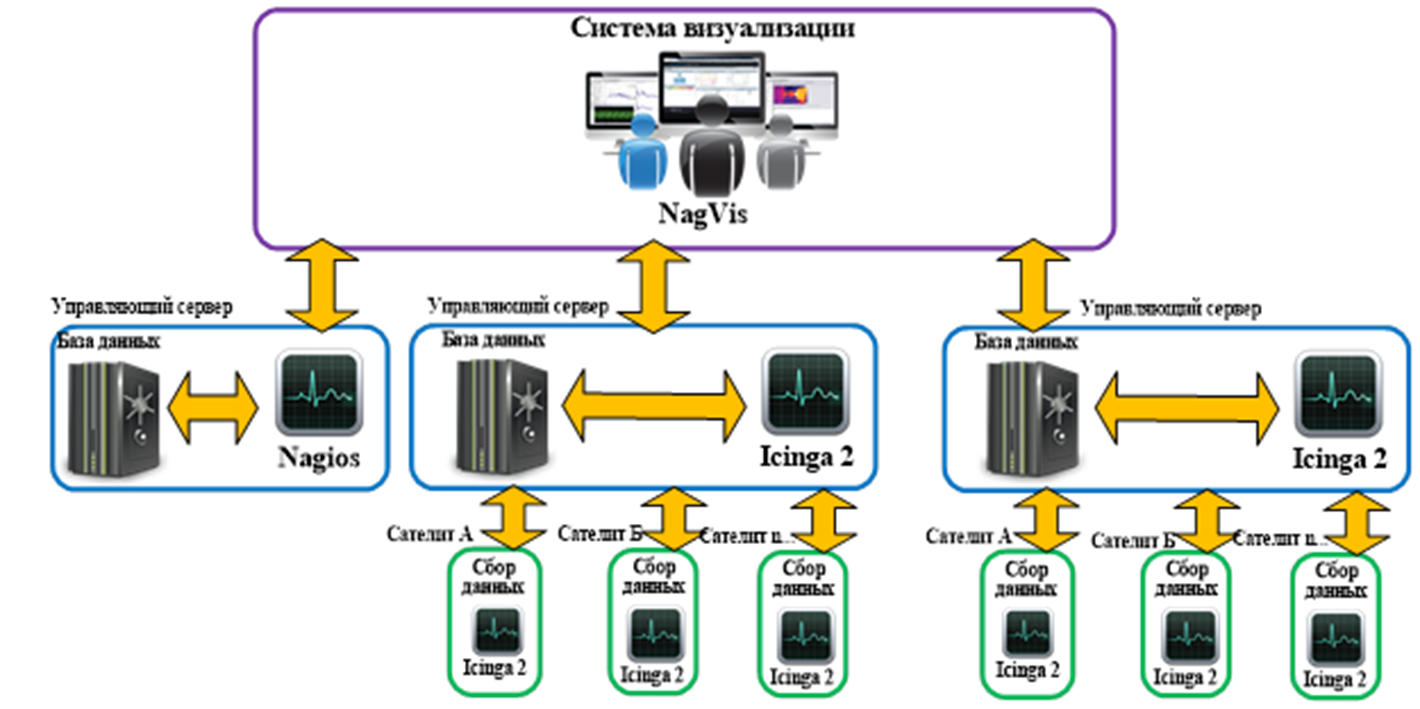 Система визуализации
NagVis
Управляющий сервер
База данных
Nagios
Управляющий сервер
База данных
Icinga 2
Управляющий сервер
База данных
Icinga 2
Сателит А
Сбор
данных
Icinga 2
Сателит Б
Сбор
данных
Icinga 2
Сателит n...
Сбор
данных
Icinga 2
Сателит А
Сбор
данных
Icinga 2
Сателит Б
Сбор
данных
Icinga 2
Сателит n...
Сбор
данных
Icinga 2